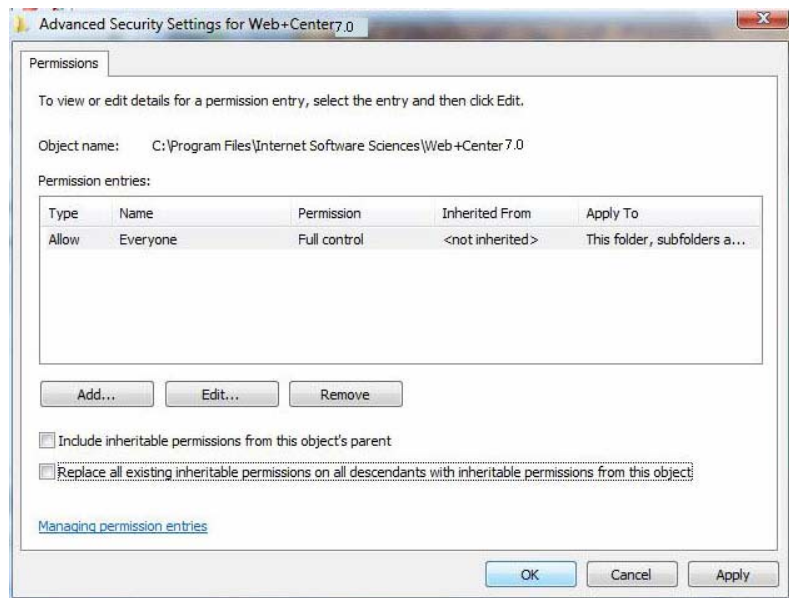 Advanced Security Settings for Web+Center7.0
Permissions
To view or edit details for a permission entry, select the entry and then click Edit.
Object name: C:\Program Files\Internet Software Sciences\Web+Center7.0
Permission entries:
Type Name Permission Inherited From Apply To
Allow Everyone Full control <not inherited> This folder, subfolders a...
Add... Edit... Remove
Include inheritable permissions from this object's parent
Replace all existing inheritable permissions on all descendants with inheritable permissions from this object
Managing permission entries
OK Cancel Apply